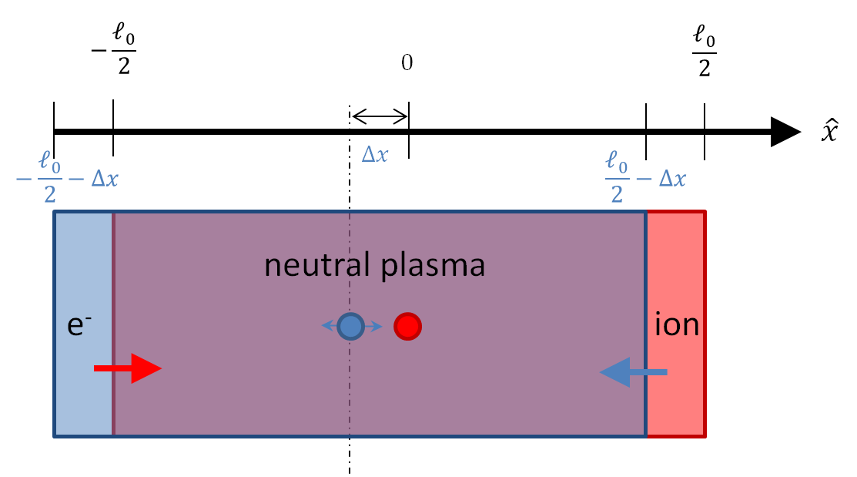 −ℓ₀/2
0
ℓ₀/2
x̂
Δx
−ℓ₀/2 − Δx
ℓ₀/2 − Δx
neutral plasma
e⁻
ion